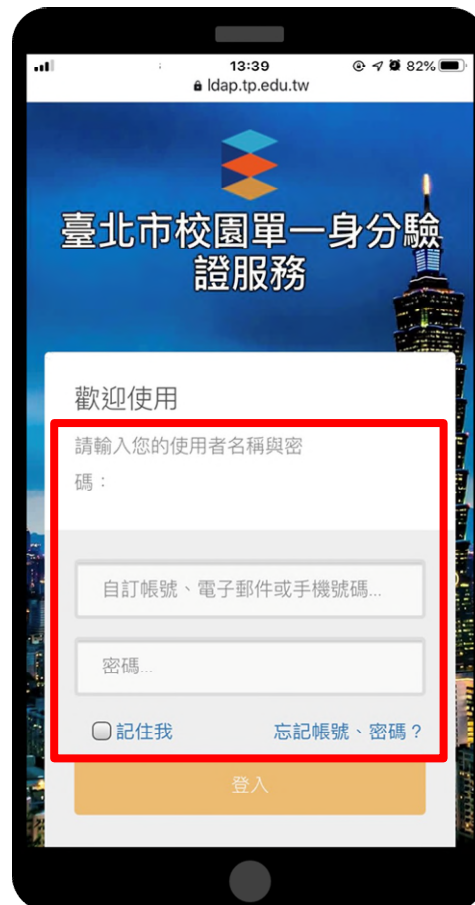 13:39
82%
ldap.tp.edu.tw
臺北市校園單一身分驗
證服務
歡迎使用
請輸入您的使用者名稱與密
碼：
自訂帳號、電子郵件或手機號碼...
密碼...
記住我
忘記帳號、密碼？
登入